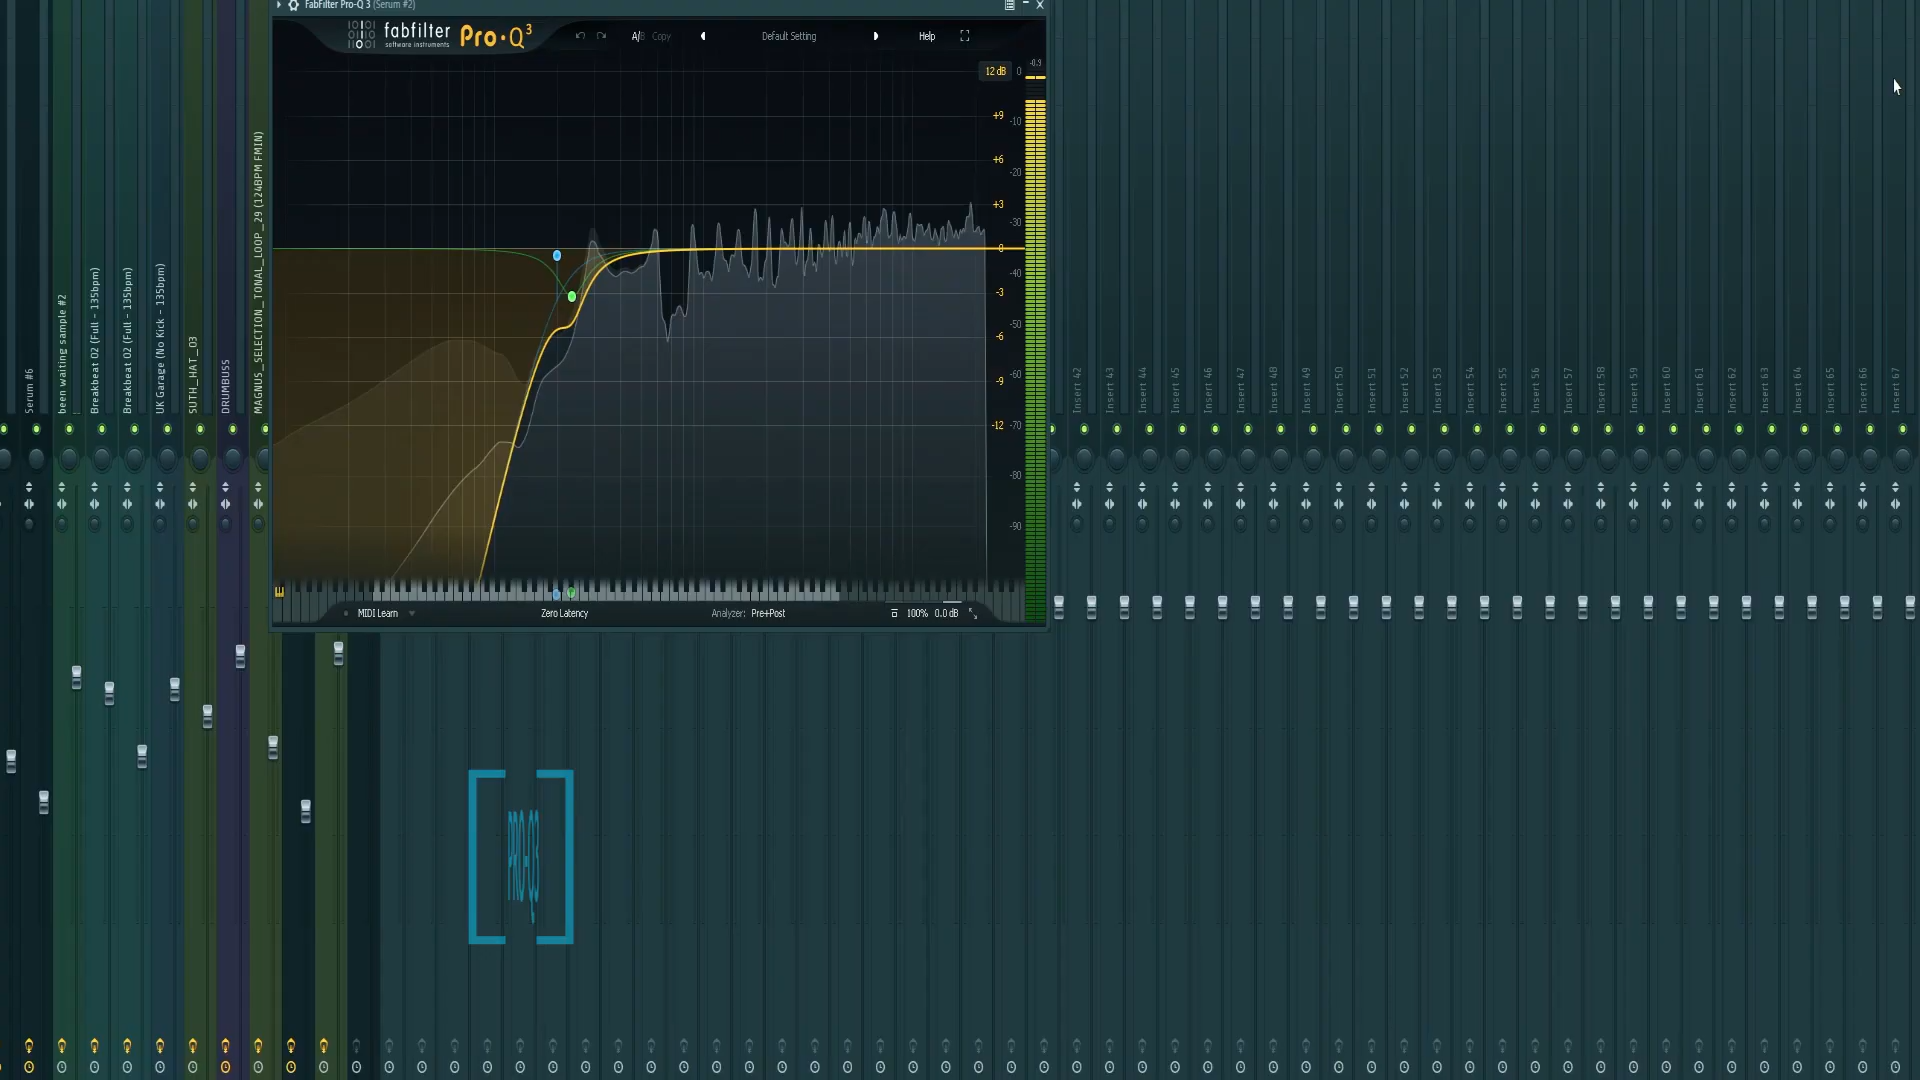 FabFilter Pro-Q 3 (Serum #2)
fabfilter
software instruments
Pro·Q3
A/B
Copy
Default Setting
Help
12 dB
0
-0.9
+9
-10
+6
-20
+3
-30
0
-40
-3
-50
-6
-60
-9
-12
-70
-80
-90
MIDI Learn
Zero Latency
Analyzer: Pre+Post
100%
0.0 dB
Serum #6
been waiting sample #2
Breakbeat 02 (Full - 135bpm)
Breakbeat 02 (Full - 135bpm)
UK Garage (No Kick - 135bpm)
SUTH_HAT_03
DRUMBUSS
MAGNUS_SELECTION_TONAL_LOOP_29 (124BPM FMIN)
Insert 42
Insert 43
Insert 44
Insert 45
Insert 46
Insert 47
Insert 48
Insert 49
Insert 50
Insert 51
Insert 52
Insert 53
Insert 54
Insert 55
Insert 56
Insert 57
Insert 58
Insert 59
Insert 60
Insert 61
Insert 62
Insert 63
Insert 64
Insert 65
Insert 66
Insert 67
PRO-Q3